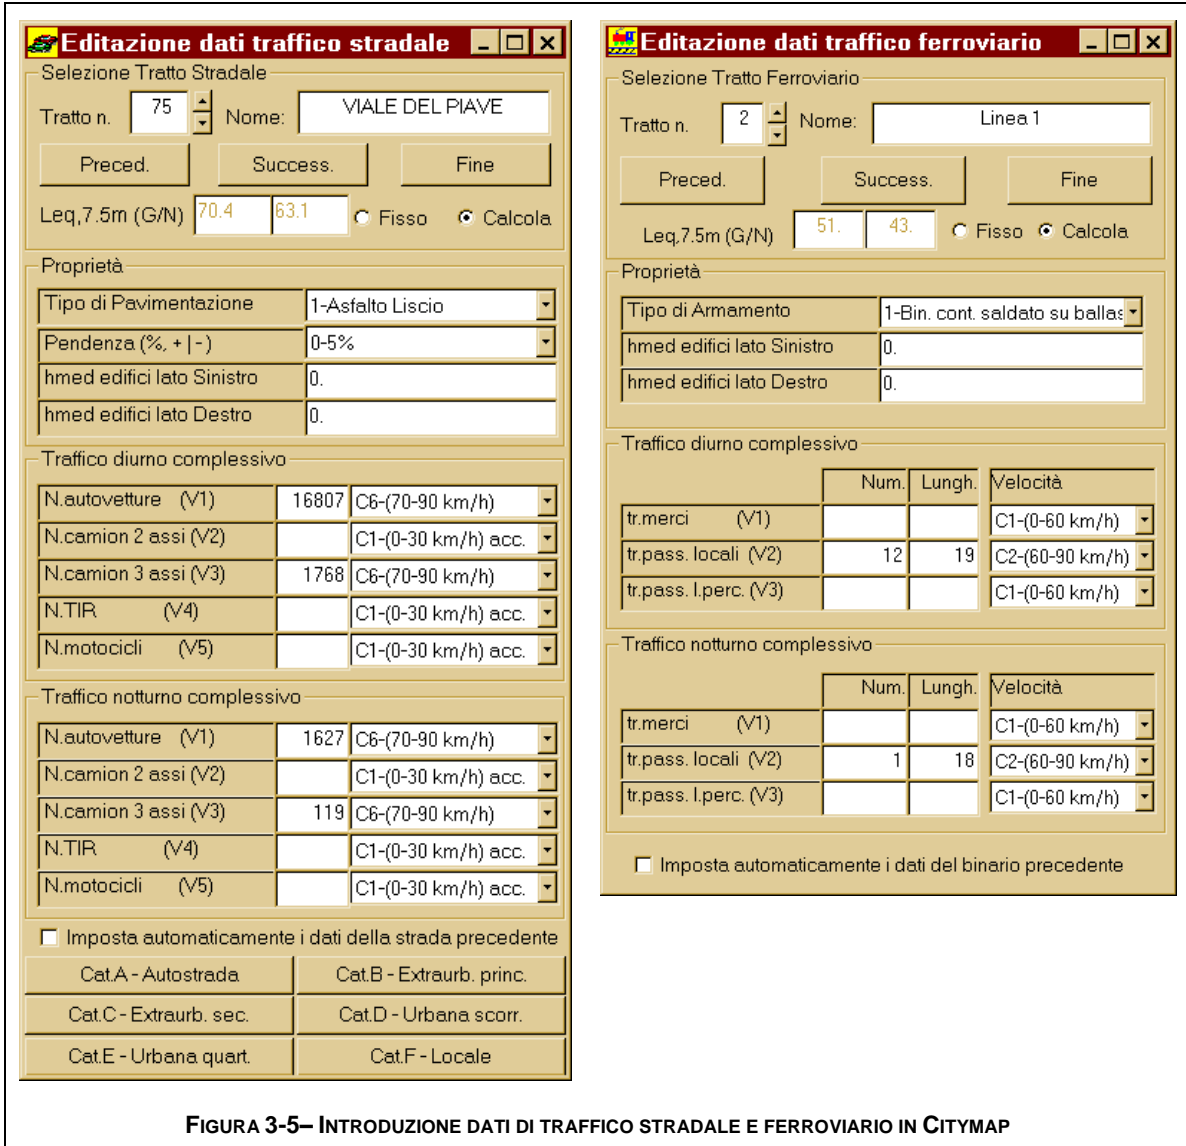 Editazione dati traffico stradale
Selezione Tratto Stradale
Tratto n. 75 Nome: VIALE DEL PIAVE
Preced. Success. Fine
Leq,7.5m (G/N) 70.4 63.1 Fisso Calcola
Proprietà
Tipo di Pavimentazione 1-Asfalto Liscio
Pendenza (%, + | - ) 0-5%
hmed edifici lato Sinistro 0.
hmed edifici lato Destro 0.
Traffico diurno complessivo
N.autovetture (V1) 16807 C6-(70-90 km/h)
N.camion 2 assi (V2) C1-(0-30 km/h) acc.
N.camion 3 assi (V3) 1768 C6-(70-90 km/h)
N.TIR (V4) C1-(0-30 km/h) acc.
N.motocicli (V5) C1-(0-30 km/h) acc.
Traffico notturno complessivo
N.autovetture (V1) 1627 C6-(70-90 km/h)
N.camion 2 assi (V2) C1-(0-30 km/h) acc.
N.camion 3 assi (V3) 119 C6-(70-90 km/h)
N.TIR (V4) C1-(0-30 km/h) acc.
N.motocicli (V5) C1-(0-30 km/h) acc.
Imposta automaticamente i dati della strada precedente
Cat.A - Autostrada Cat.B - Extraurb. princ.
Cat.C - Extraurb. sec. Cat.D - Urbana scorr.
Cat.E - Urbana quart. Cat.F - Locale
Editazione dati traffico ferroviario
Selezione Tratto Ferroviario
Tratto n. 2 Nome: Linea 1
Preced. Success. Fine
Leq,7.5m (G/N) 51. 43. Fisso Calcola
Proprietà
Tipo di Armamento 1-Bin. cont. saldato su ballas
hmed edifici lato Sinistro 0.
hmed edifici lato Destro 0.
Traffico diurno complessivo
Num. Lungh. Velocità
tr.merci (V1) C1-(0-60 km/h)
tr.pass. locali (V2) 12 19 C2-(60-90 km/h)
tr.pass. l.perc. (V3) C1-(0-60 km/h)
Traffico notturno complessivo
Num. Lungh. Velocità
tr.merci (V1) C1-(0-60 km/h)
tr.pass. locali (V2) 1 18 C2-(60-90 km/h)
tr.pass. l.perc. (V3) C1-(0-60 km/h)
Imposta automaticamente i dati del binario precedente
FIGURA 3-5– INTRODUZIONE DATI DI TRAFFICO STRADALE E FERROVIARIO IN CITYMAP